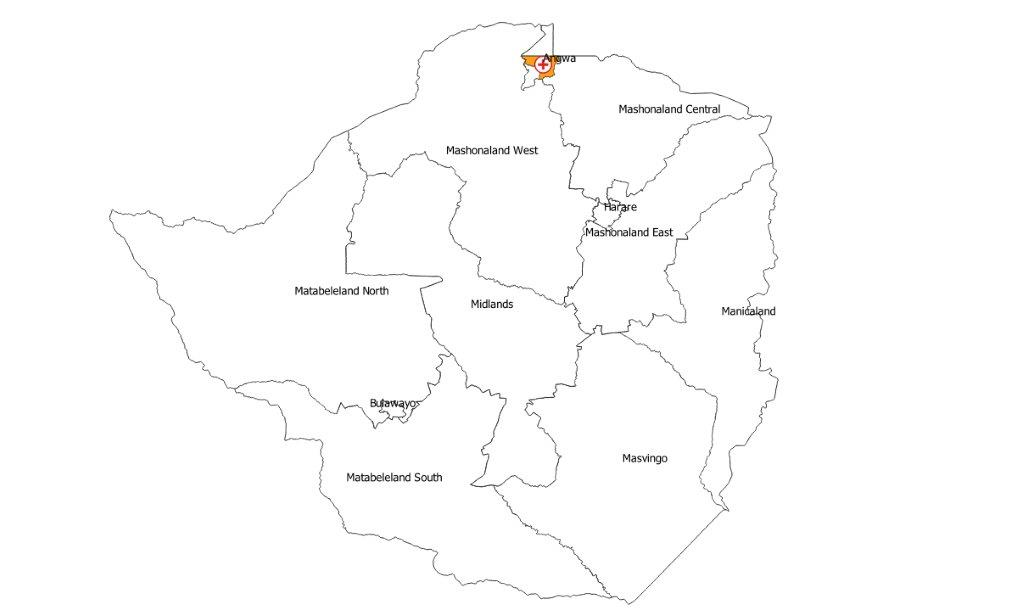 Angwa
Mashonaland Central
Mashonaland West
Harare
Mashonaland East
Matabeleland North
Midlands
Manicaland
Bulawayo
Masvingo
Matabeleland South